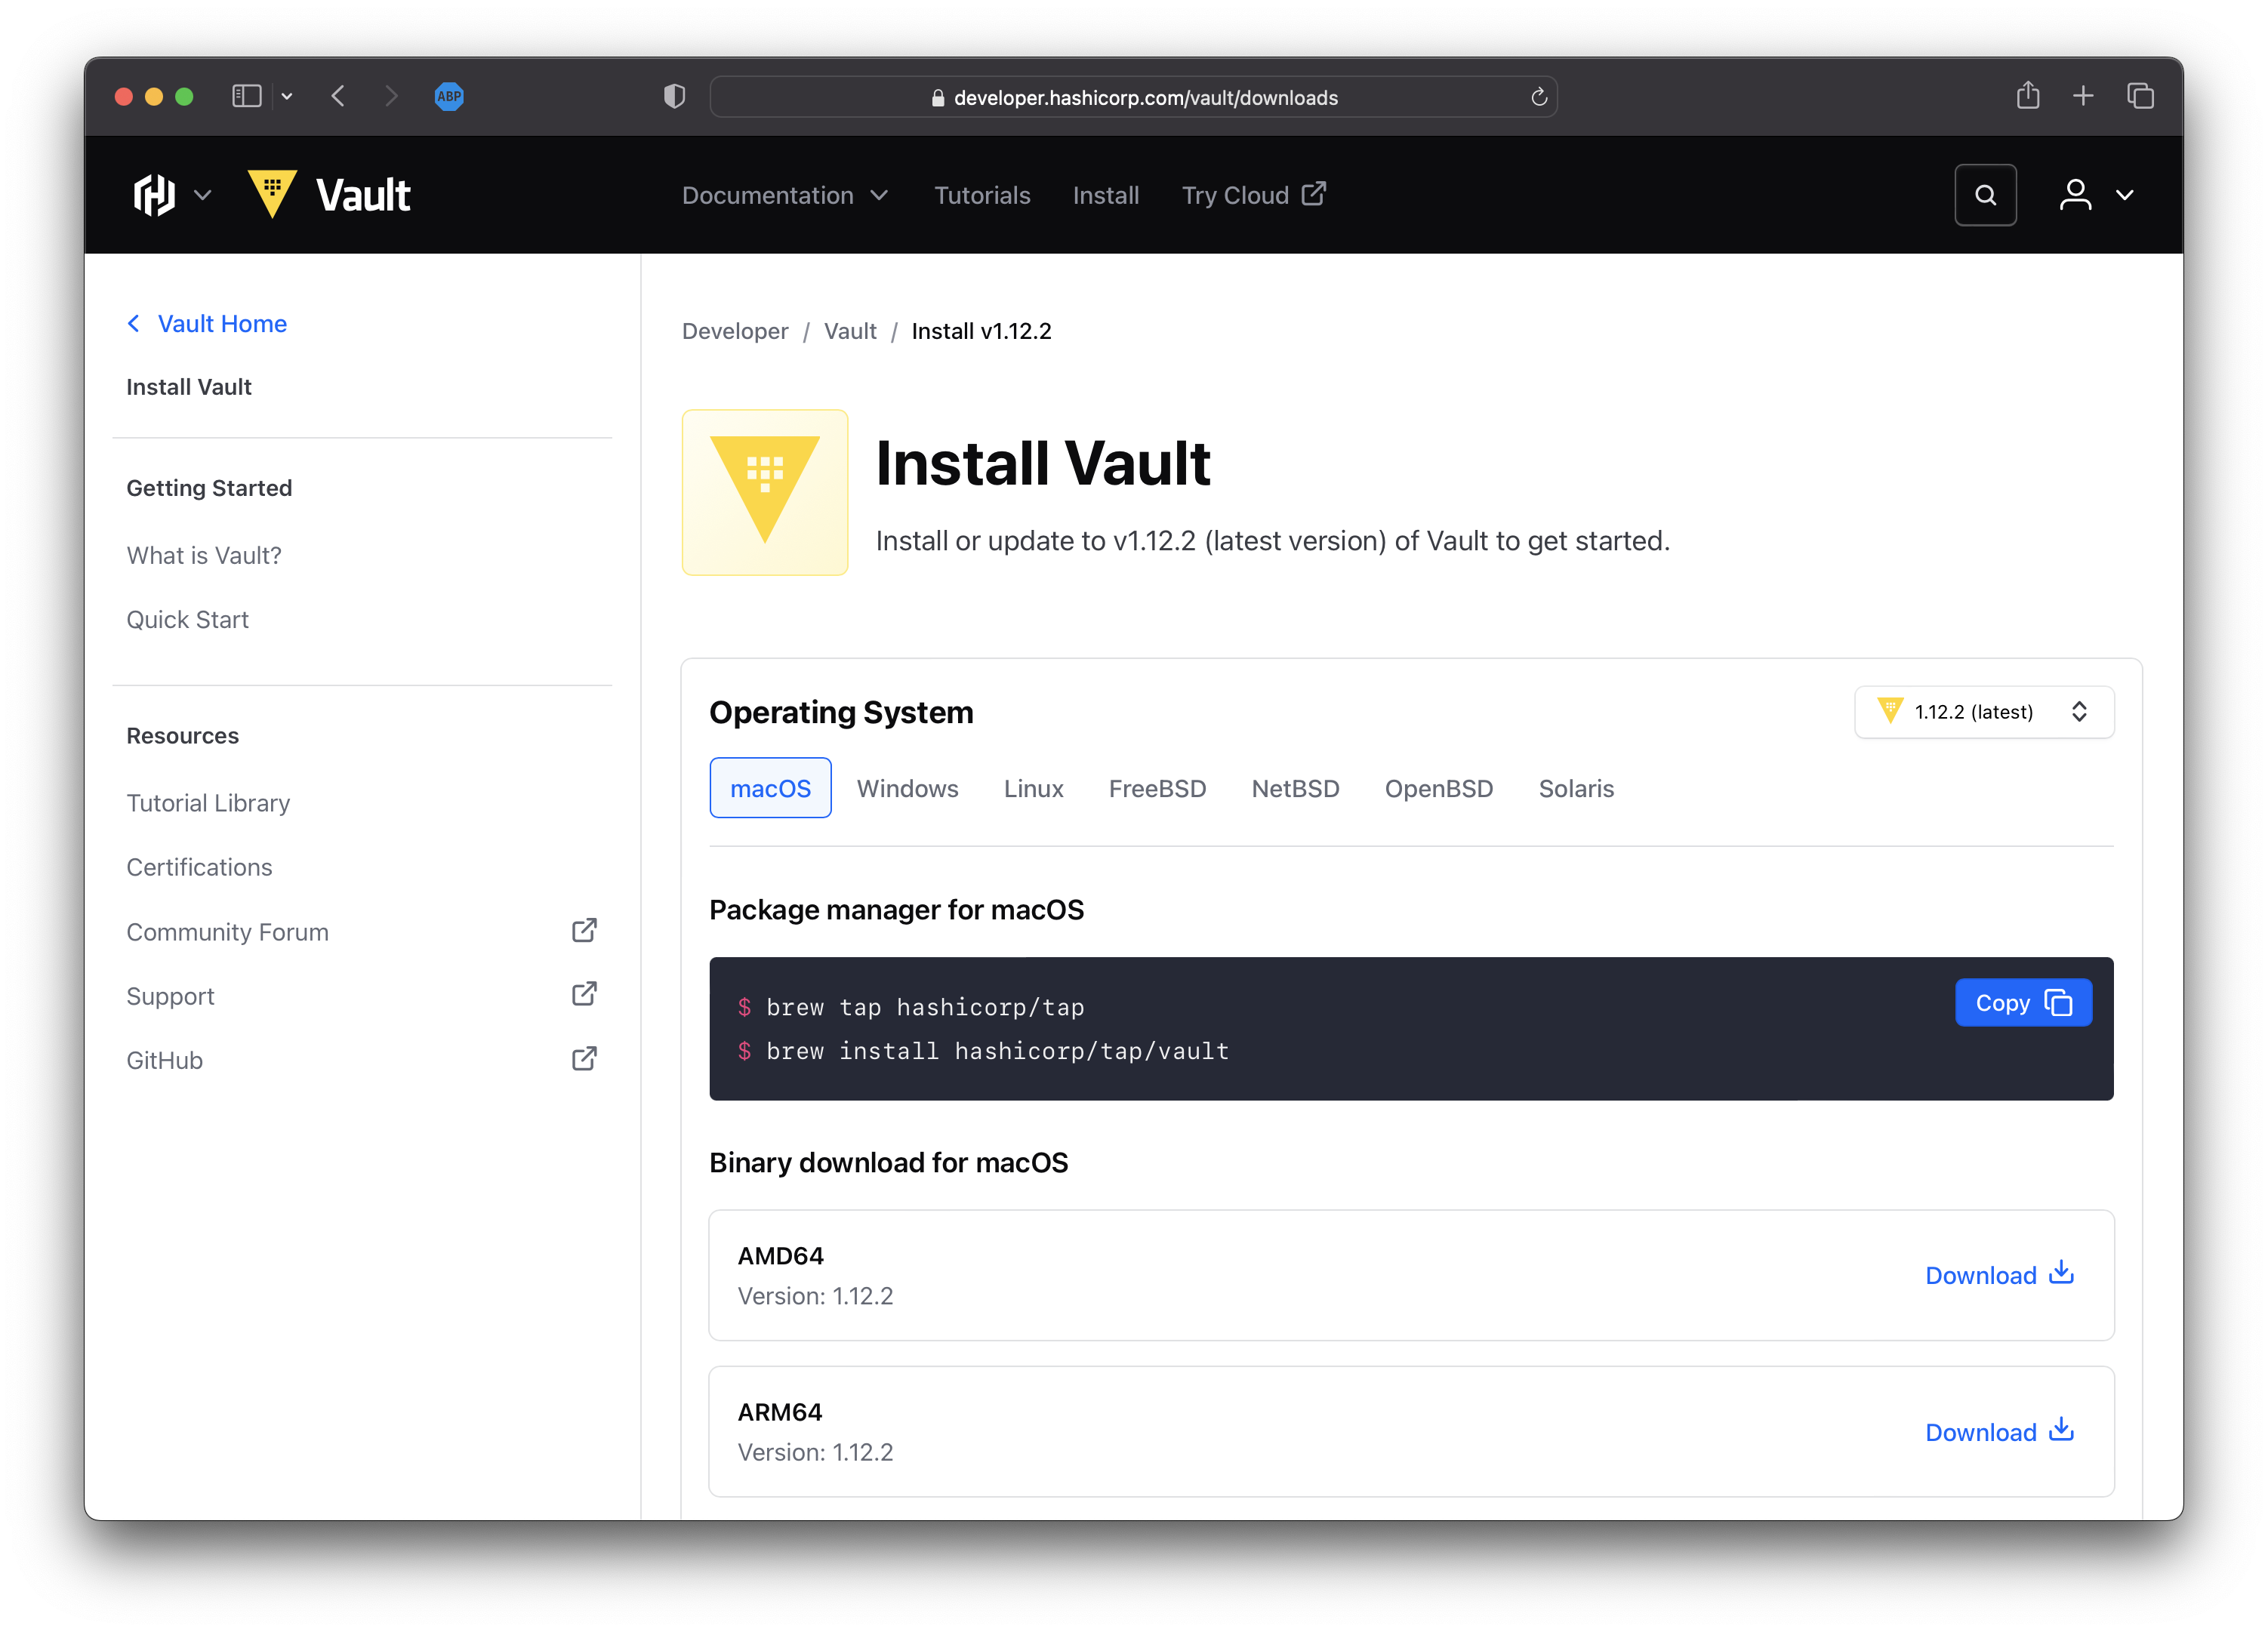 ABP
developer.hashicorp.com/vault/downloads
Vault
Documentation
Tutorials
Install
Try Cloud
Vault Home
Install Vault
Getting Started
What is Vault?
Quick Start
Resources
Tutorial Library
Certifications
Community Forum
Support
GitHub
Developer / Vault / Install v1.12.2
Install Vault
Install or update to v1.12.2 (latest version) of Vault to get started.
Operating System
1.12.2 (latest)
macOS
Windows
Linux
FreeBSD
NetBSD
OpenBSD
Solaris
Package manager for macOS
$ brew tap hashicorp/tap
$ brew install hashicorp/tap/vault
Copy
Binary download for macOS
AMD64
Version: 1.12.2
Download
ARM64
Version: 1.12.2
Download